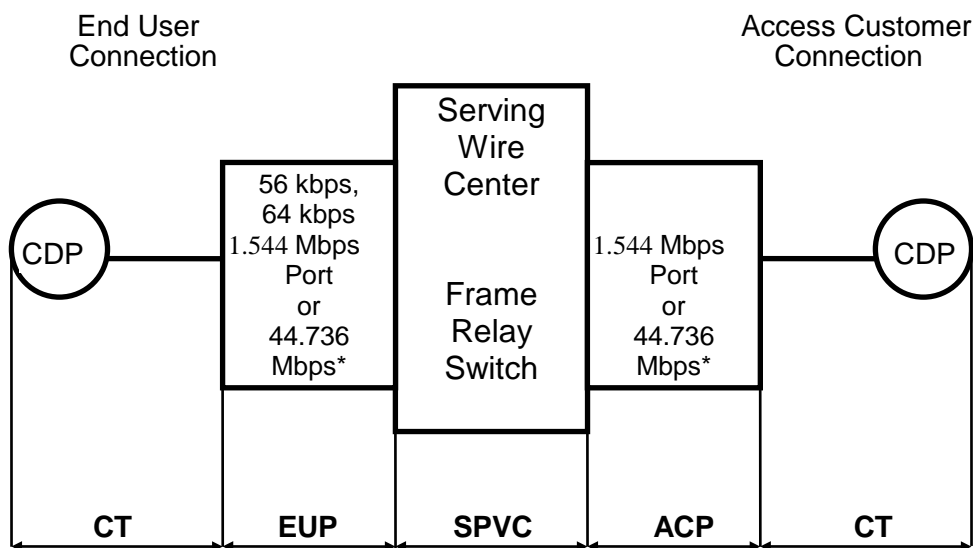 End User
Connection
Access Customer
Connection
Serving
Wire
Center
Frame
Relay
Switch
CDP
56 kbps,
64 kbps
1.544 Mbps
Port
or
44.736
Mbps*
1.544 Mbps
Port
or
44.736
Mbps*
CDP
CT
EUP
SPVC
ACP
CT